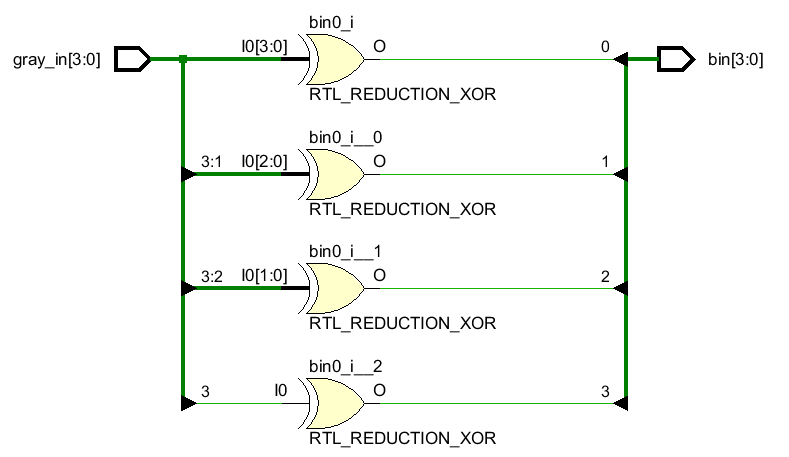 bin0_i
gray_in[3:0] I0[3:0] O 0 bin[3:0]
RTL_REDUCTION_XOR
bin0_i__0
3:1 I0[2:0] O 1
RTL_REDUCTION_XOR
bin0_i__1
3:2 I0[1:0] O 2
RTL_REDUCTION_XOR
bin0_i__2
3 I0 O 3
RTL_REDUCTION_XOR